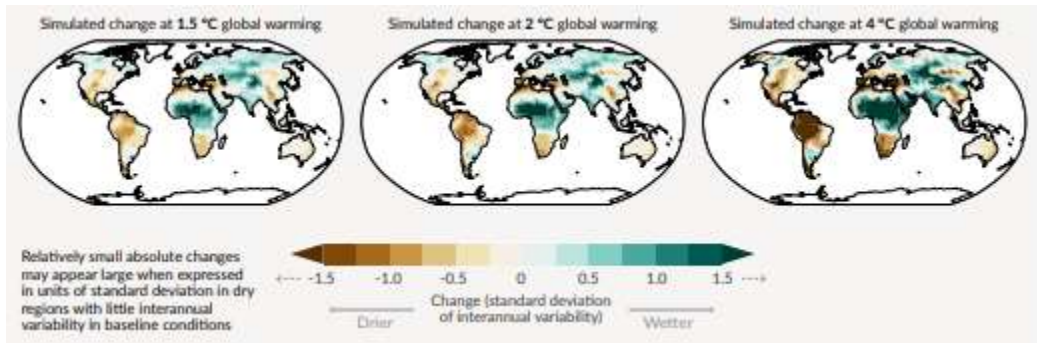 Simulated change at 1.5 °C global warming
Simulated change at 2 °C global warming
Simulated change at 4 °C global warming
Relatively small absolute changes
may appear large when expressed
in units of standard deviation in dry
regions with little interannual
variability in baseline conditions
-1.5 -1.0 -0.5 0 0.5 1.0 1.5
Change (standard deviation
of interannual variability)
Drier
Wetter